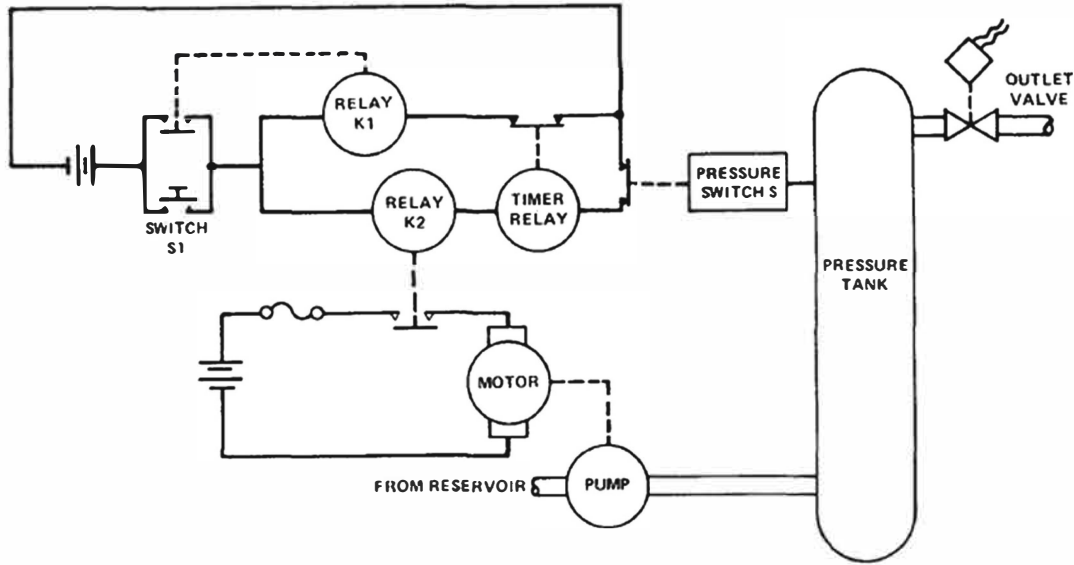 RELAY
K1
OUTLET
VALVE
SWITCH
S1
RELAY
K2
TIMER
RELAY
PRESSURE
SWITCH S
PRESSURE
TANK
MOTOR
FROM RESERVOIR
PUMP